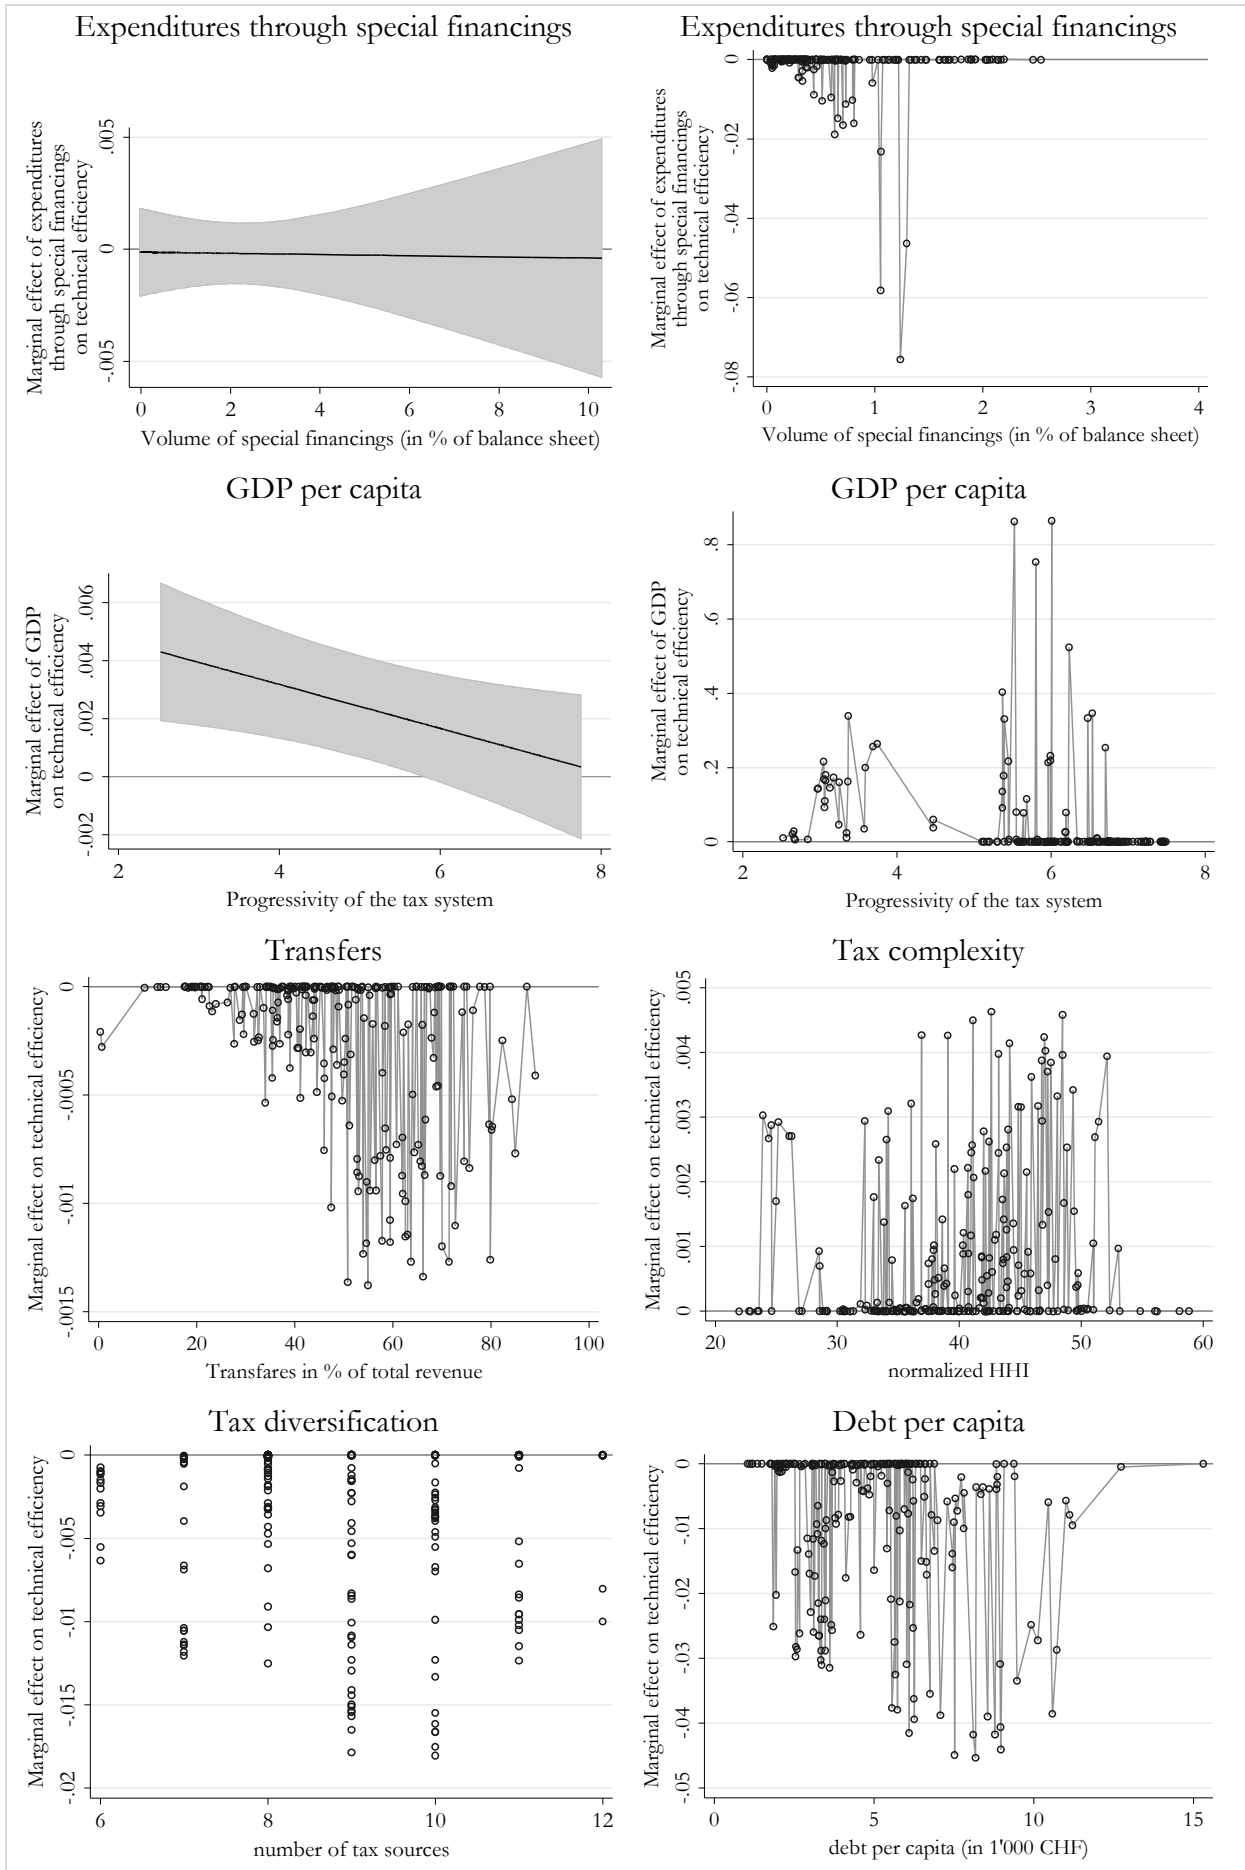 Expenditures through special financings
Marginal effect of expenditures
through special financings
on technical efficiency
.005
0
-.005
0 2 4 6 8 10
Volume of special financings (in % of balance sheet)
Expenditures through special financings
Marginal effect of expenditures
through special financings
on technical efficiency
0
-.02
-.04
-.06
-.08
0 1 2 3 4
Volume of special financings (in % of balance sheet)
GDP per capita
Marginal effect of GDP
on technical efficiency
.006
.004
.002
0
-.002
2 4 6 8
Progressivity of the tax system
GDP per capita
Marginal effect of GDP
on technical efficiency
.8
.6
.4
.2
0
2 4 6 8
Progressivity of the tax system
Transfers
Marginal effect on technical efficiency
0
-.0005
-.001
-.0015
0 20 40 60 80 100
Transfares in % of total revenue
Tax complexity
Marginal effect on technical efficiency
.005
.004
.003
.002
.001
0
20 30 40 50 60
normalized HHI
Tax diversification
Marginal effect on technical efficiency
0
-.005
-.01
-.015
-.02
6 8 10 12
number of tax sources
Debt per capita
Marginal effect on technical efficiency
0
-.01
-.02
-.03
-.04
-.05
0 5 10 15
debt per capita (in 1'000 CHF)